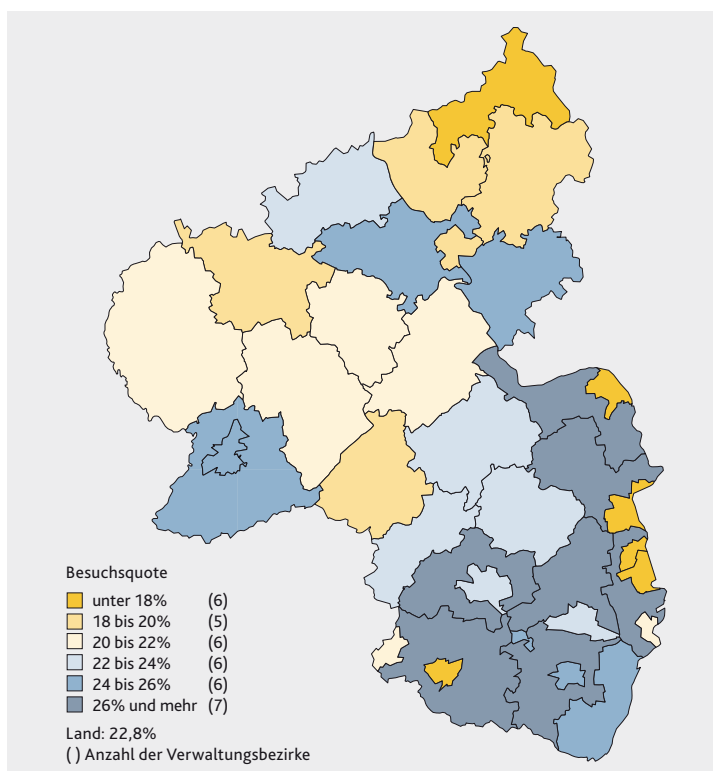 Besuchsquote
unter 18% (6)
18 bis 20% (5)
20 bis 22% (6)
22 bis 24% (6)
24 bis 26% (6)
26% und mehr (7)
Land: 22,8%
( ) Anzahl der Verwaltungsbezirke